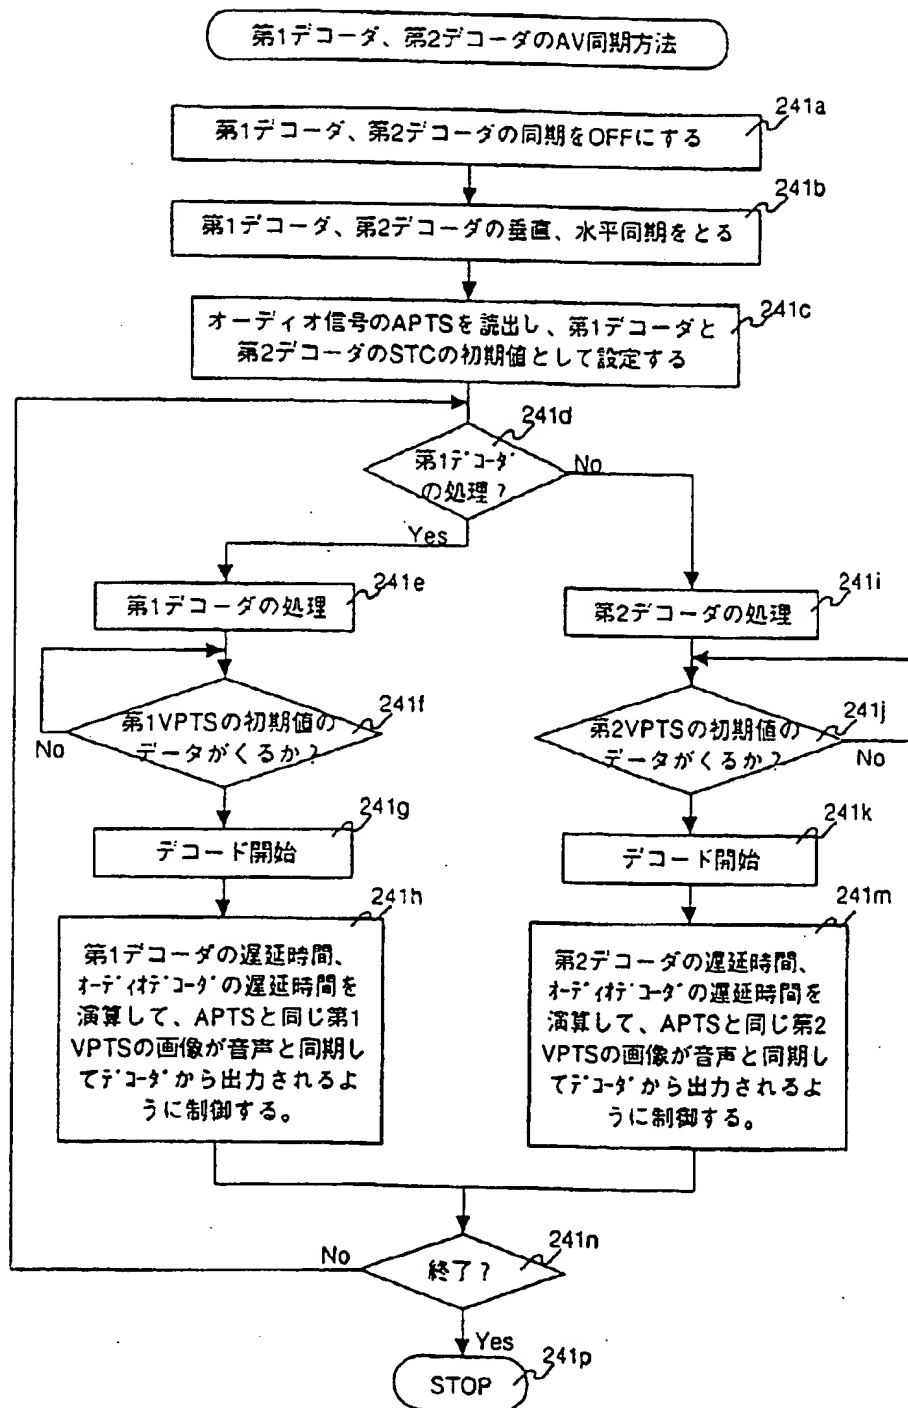 第1デコーダ、第2デコーダのAV同期方法
241a
第1デコーダ、第2デコーダの同期をOFFにする
241b
第1デコーダ、第2デコーダの垂直、水平同期をとる
241c
オーディオ信号のAPTSを読出し、第1デコーダと
第2デコーダのSTCの初期値として設定する
241d
第1デコーダ
の処理?
No
Yes
241e
第1デコーダの処理
241i
第2デコーダの処理
241f
第1VPTSの初期値の
データがくるか?
No
241j
第2VPTSの初期値の
データがくるか?
No
241g
デコード開始
241k
デコード開始
241h
第1デコーダの遅延時間、
オーディオデコーダの遅延時間を
演算して、APTSと同じ第1
VPTSの画像が音声と同期し
てデコーダから出力されるよ
うに制御する。
241m
第2デコーダの遅延時間、
オーディオデコーダの遅延時間を
演算して、APTSと同じ第2
VPTSの画像が音声と同期し
てデコーダから出力されるよ
うに制御する。
241n
終了?
No
Yes
241p
STOP